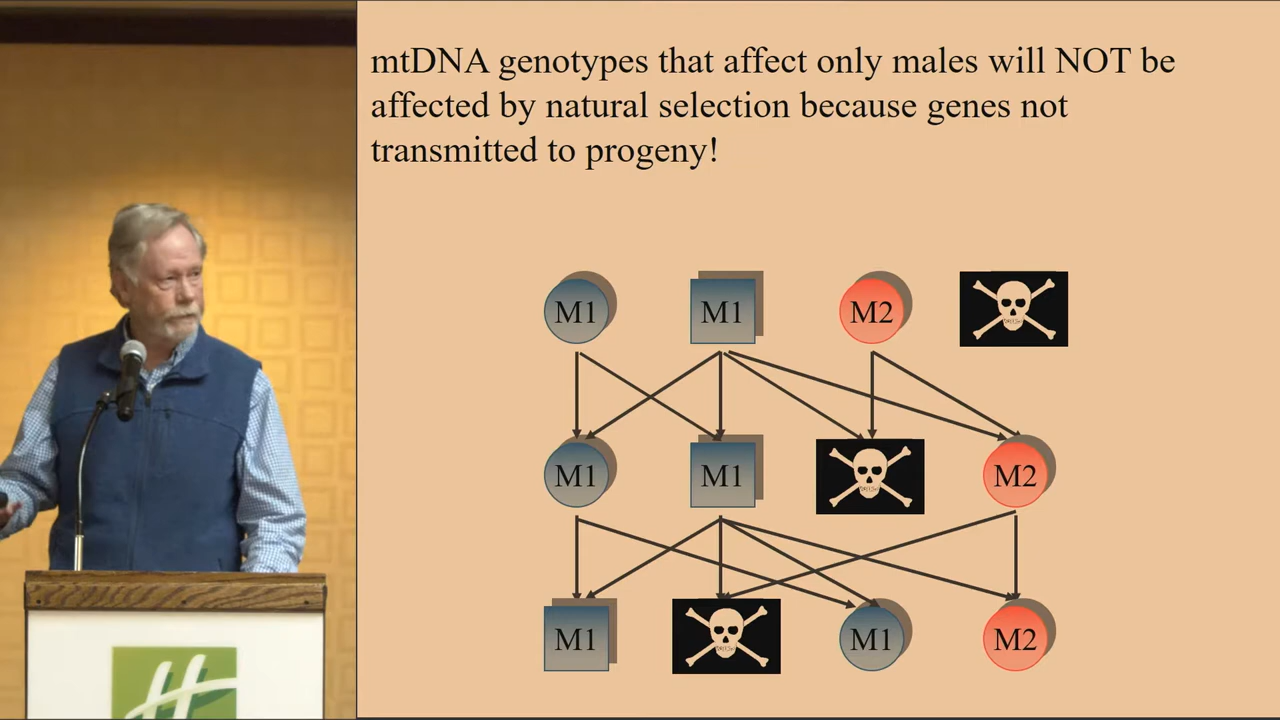 mtDNA genotypes that affect only males will NOT be
affected by natural selection because genes not
transmitted to progeny!
M1 M1 M2
M1 M1 M2
M1 M1 M2